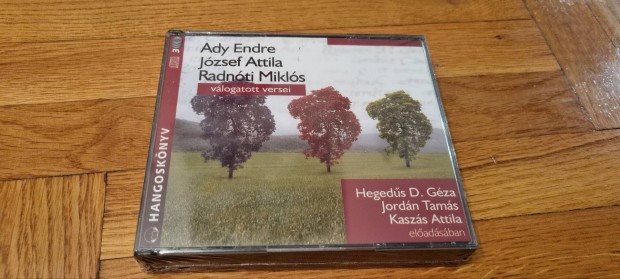 Ady Endre
József Attila
Radnóti Miklós
válogatott versei
Hegedűs D. Géza
Jordán Tamás
Kaszás Attila
előadásában
HANGOSKÖNYV